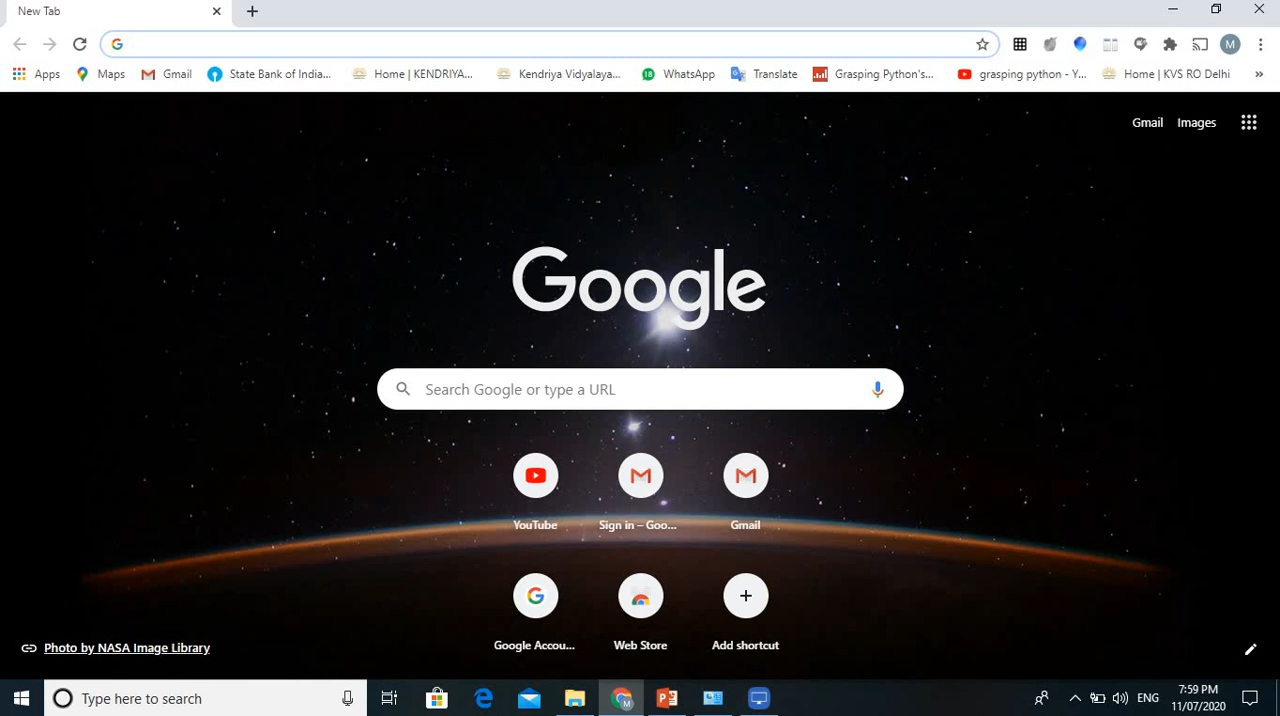 New Tab
Apps Maps Gmail State Bank of India... Home | KENDRIYA... Kendriya Vidyalaya... 18 WhatsApp Translate Grasping Python's... grasping python - Y... Home | KVS RO Delhi »
M
Gmail Images
Google
Search Google or type a URL
YouTube Sign in – Goo... Gmail
Google Accou... Web Store Add shortcut
Photo by NASA Image Library
Type here to search
ENG
7:59 PM
11/07/2020